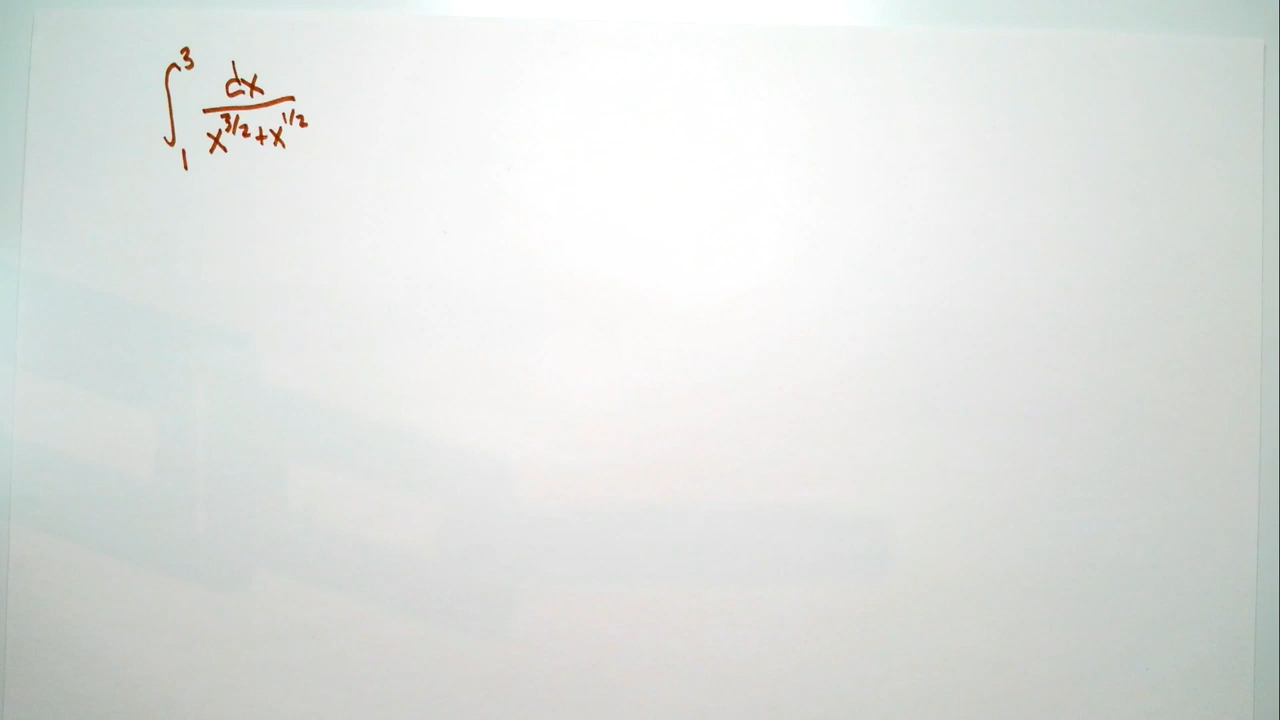 ∫₁³ dx / (x^{3/2} + x^{1/2})